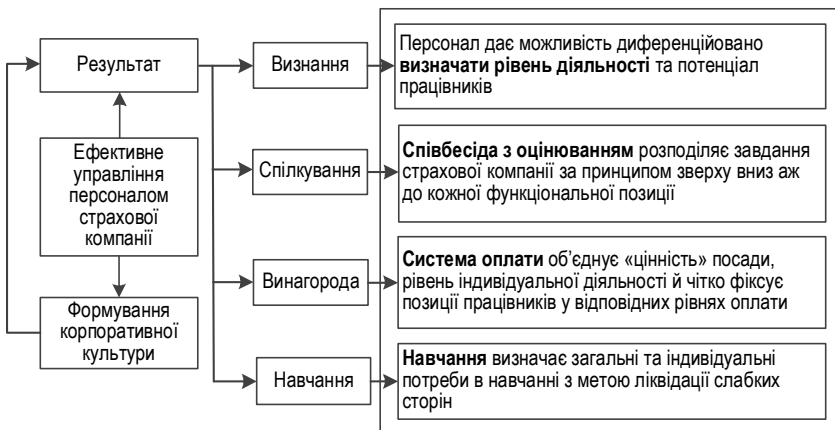 Результат
Ефективне
управління
персоналом
страхової
компанії
Формування
корпоративної
культури
Визнання
Персонал дає можливість диференційовано
визначати рівень діяльності та потенціал
працівників
Спілкування
Співбесіда з оцінюванням розподіляє завдання
страхової компанії за принципом зверху вниз аж
до кожної функціональної позиції
Винагорода
Система оплати об’єднує «цінність» посади,
рівень індивідуальної діяльності й чітко фіксує
позиції працівників у відповідних рівнях оплати
Навчання
Навчання визначає загальні та індивідуальні
потреби в навчанні з метою ліквідації слабких
сторін